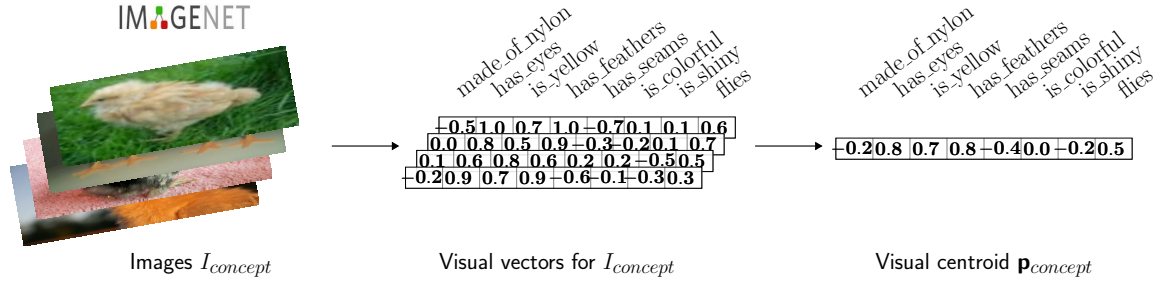 IMAGENET
made_of_nylon
has_eyes
is_yellow
has_feathers
has_seams
is_colorful
is_shiny
flies
−0.5 1.0 0.7 1.0 −0.7 0.1 0.1 0.6
0.0 0.8 0.5 0.9 −0.3 −0.2 0.1 0.7
0.1 0.6 0.8 0.6 0.2 0.2 −0.5 0.5
−0.2 0.9 0.7 0.9 −0.6 −0.1 −0.3 0.3
made_of_nylon
has_eyes
is_yellow
has_feathers
has_seams
is_colorful
is_shiny
flies
−0.2 0.8 0.7 0.8 −0.4 0.0 −0.2 0.5
Images I_concept
Visual vectors for I_concept
Visual centroid p_concept